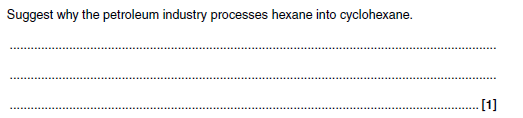 Suggest why the petroleum industry processes hexane into cyclohexane.
..........................................................................................................................................
..........................................................................................................................................
..................................................................................................................................... [1]